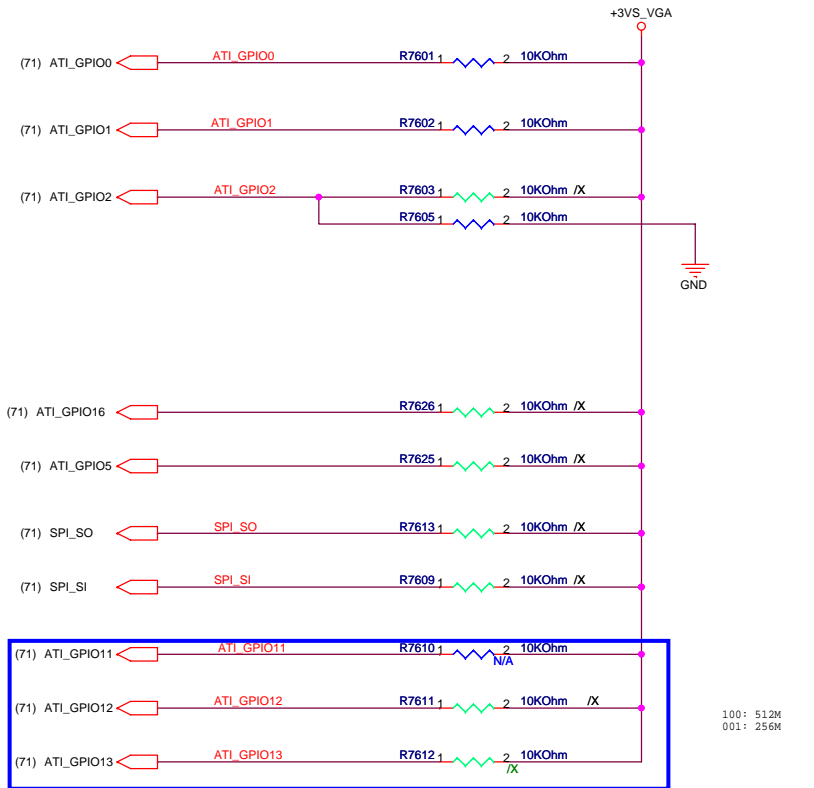 +3VS_VGA
(71) ATI_GPIO0 ATI_GPIO0 R7601 1 2 10KOhm
(71) ATI_GPIO1 ATI_GPIO1 R7602 1 2 10KOhm
(71) ATI_GPIO2 ATI_GPIO2 R7603 1 2 10KOhm /X
R7605 1 2 10KOhm
GND
(71) ATI_GPIO16 R7626 1 2 10KOhm /X
(71) ATI_GPIO5 R7625 1 2 10KOhm /X
(71) SPI_SO SPI_SO R7613 1 2 10KOhm /X
(71) SPI_SI SPI_SI R7609 1 2 10KOhm /X
(71) ATI_GPIO11 ATI_GPIO11 R7610 1 2 10KOhm
N/A
(71) ATI_GPIO12 ATI_GPIO12 R7611 1 2 10KOhm /X
100: 512M
001: 256M
(71) ATI_GPIO13 ATI_GPIO13 R7612 1 2 10KOhm
/X